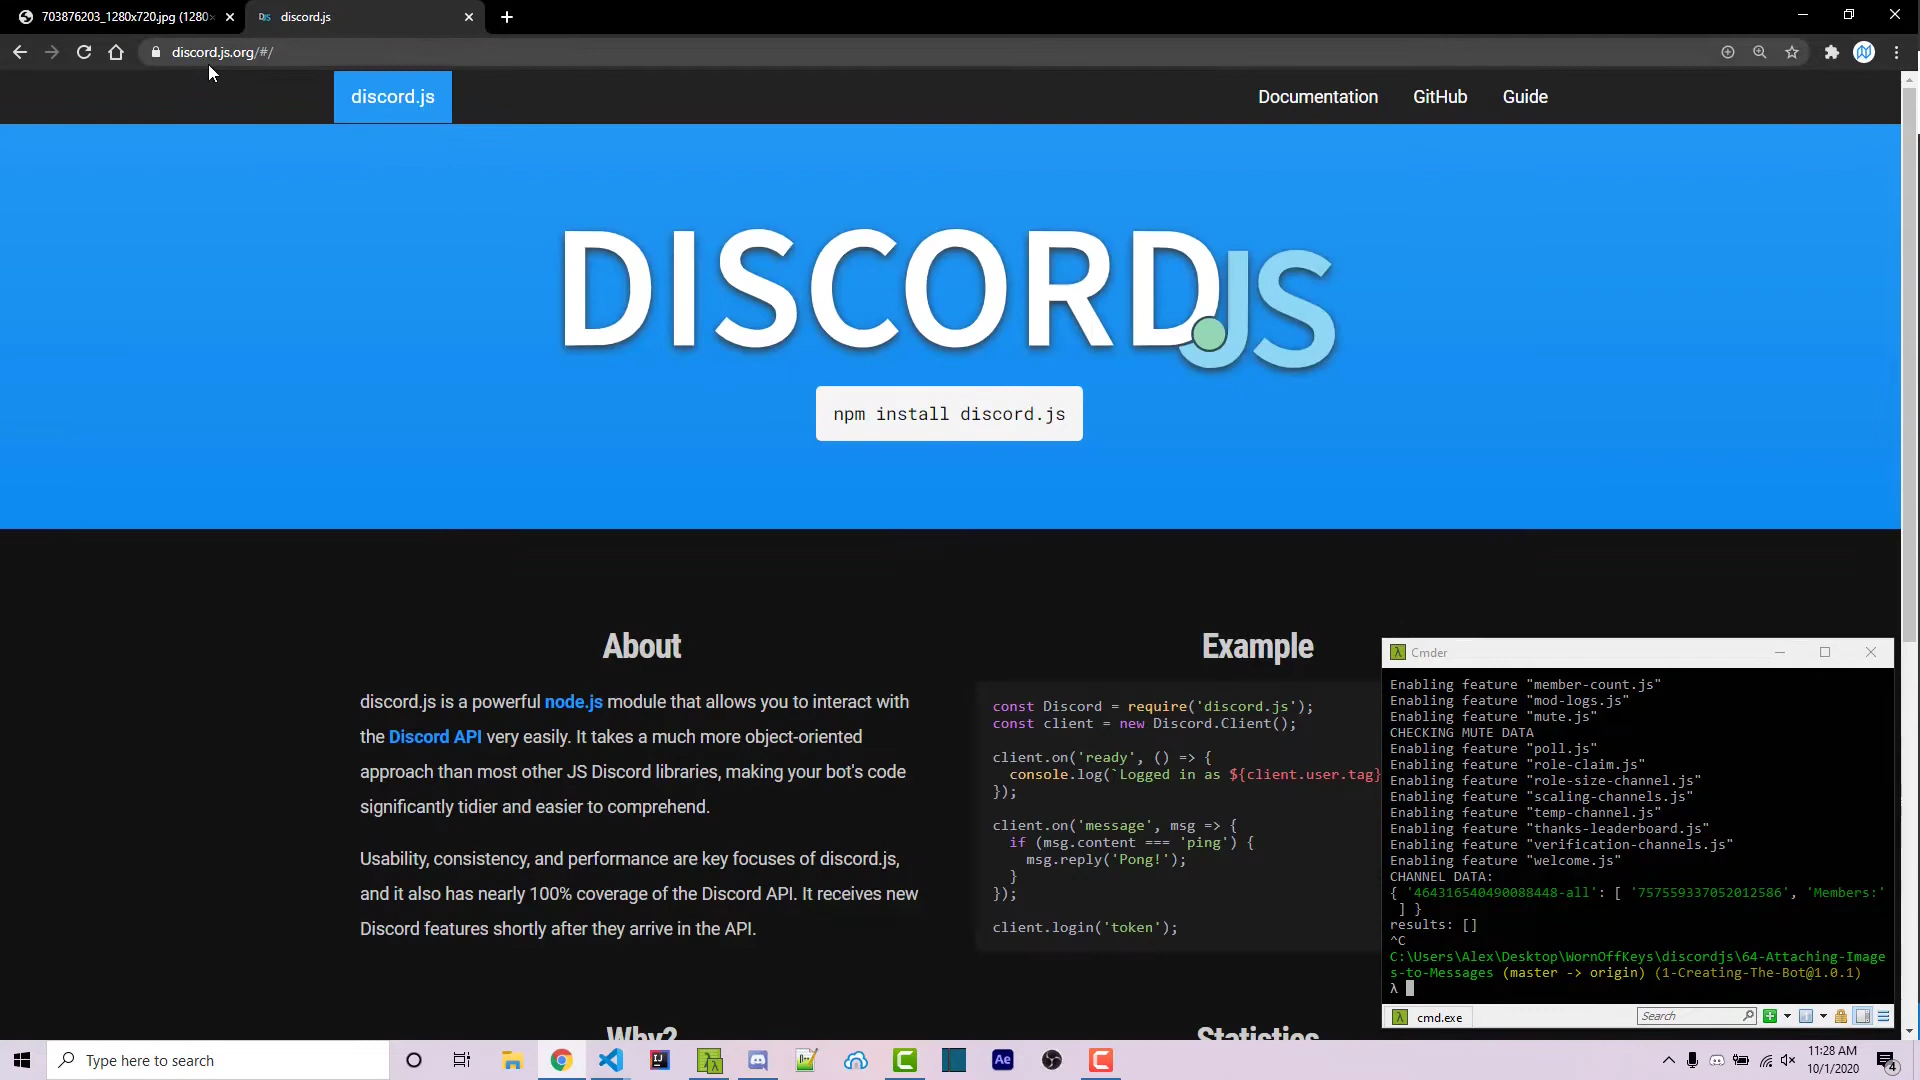 703876203_1280x720.jpg (1280×
discord.js
discord.js.org/#/
discord.js
Documentation
GitHub
Guide
DISCORD.JS
npm install discord.js
About
discord.js is a powerful node.js module that allows you to interact with
the Discord API very easily. It takes a much more object-oriented
approach than most other JS Discord libraries, making your bot's code
significantly tidier and easier to comprehend.
Usability, consistency, and performance are key focuses of discord.js,
and it also has nearly 100% coverage of the Discord API. It receives new
Discord features shortly after they arrive in the API.
Example
const Discord = require('discord.js');
const client = new Discord.Client();
client.on('ready', () => {
console.log(`Logged in as ${client.user.tag}
});
client.on('message', msg => {
if (msg.content === 'ping') {
msg.reply('Pong!');
}
});
client.login('token');
Why?
Statistics
Cmder
Enabling feature "member-count.js"
Enabling feature "mod-logs.js"
Enabling feature "mute.js"
CHECKING MUTE DATA
Enabling feature "poll.js"
Enabling feature "role-claim.js"
Enabling feature "role-size-channel.js"
Enabling feature "scaling-channels.js"
Enabling feature "temp-channel.js"
Enabling feature "thanks-leaderboard.js"
Enabling feature "verification-channels.js"
Enabling feature "welcome.js"
CHANNEL DATA:
{ '464316540490088448-all': [ '757559337052012586', 'Members:'
] }
results: []
^C
C:\Users\Alex\Desktop\WornOffKeys\discordjs\64-Attaching-Image
s-to-Messages (master -> origin) (1-Creating-The-Bot@1.0.1)
λ
cmd.exe
Search
Type here to search
Ae
11:28 AM
10/1/2020
4